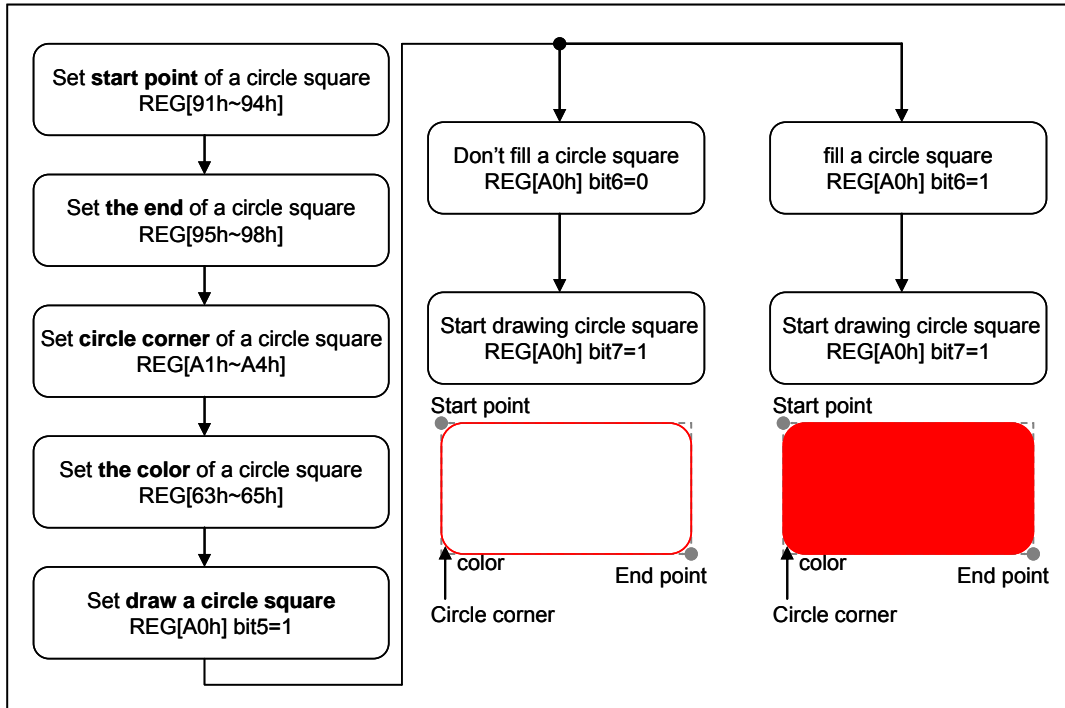 Set start point of a circle square
REG[91h~94h]
Set the end of a circle square
REG[95h~98h]
Set circle corner of a circle square
REG[A1h~A4h]
Set the color of a circle square
REG[63h~65h]
Set draw a circle square
REG[A0h] bit5=1
Don't fill a circle square
REG[A0h] bit6=0
Start drawing circle square
REG[A0h] bit7=1
Start point
color
End point
Circle corner
fill a circle square
REG[A0h] bit6=1
Start drawing circle square
REG[A0h] bit7=1
Start point
color
End point
Circle corner